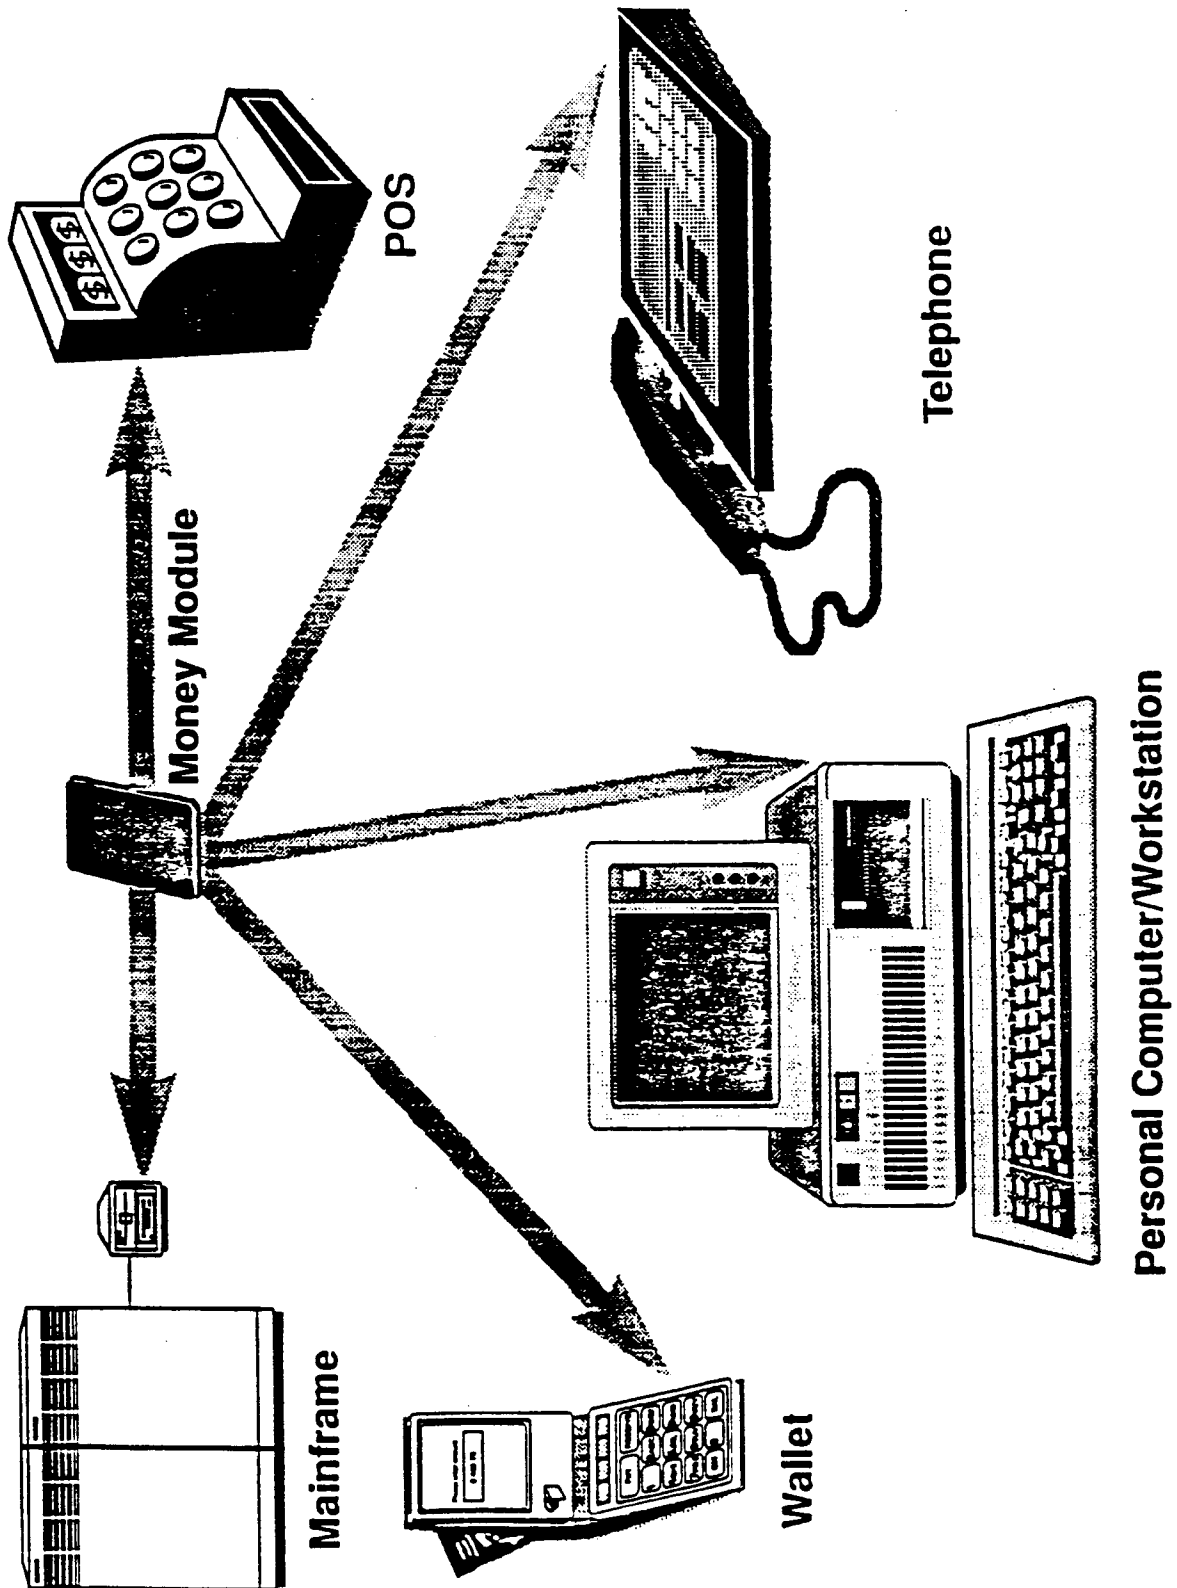 Mainframe
Money Module
POS
$ $ $
Wallet
Personal Computer/Workstation
Telephone